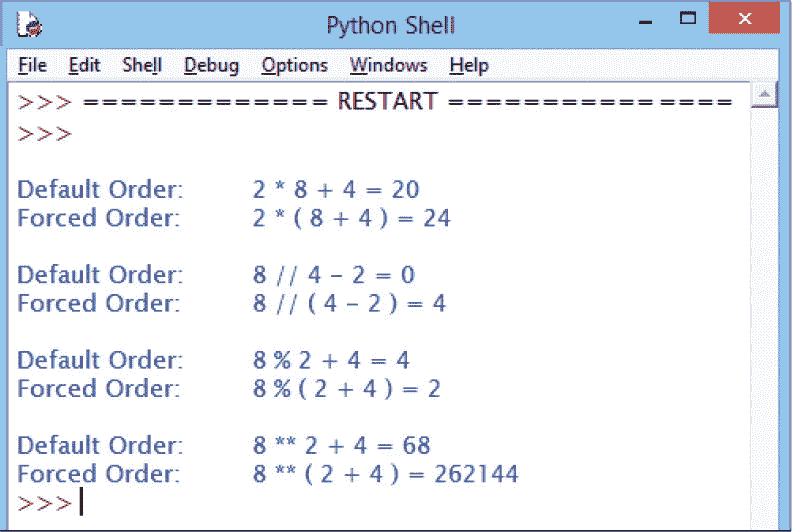 Python Shell
File Edit Shell Debug Options Windows Help
>>> ============= RESTART ================
>>>
Default Order: 2 * 8 + 4 = 20
Forced Order: 2 * ( 8 + 4 ) = 24
Default Order: 8 // 4 - 2 = 0
Forced Order: 8 // ( 4 - 2 ) = 4
Default Order: 8 % 2 + 4 = 4
Forced Order: 8 % ( 2 + 4 ) = 2
Default Order: 8 ** 2 + 4 = 68
Forced Order: 8 ** ( 2 + 4 ) = 262144
>>>